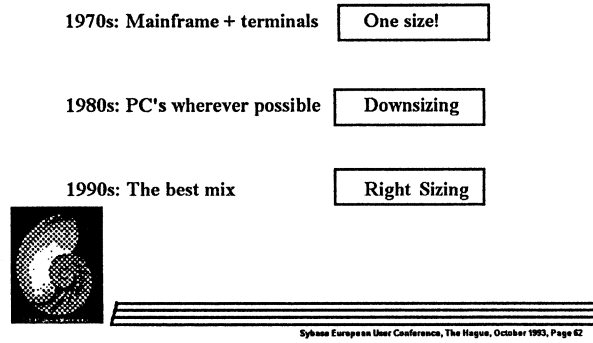 1970s: Mainframe + terminals One size!
1980s: PC's wherever possible Downsizing
1990s: The best mix Right Sizing
Sybase European User Conference, The Hague, October 1993, Page 62